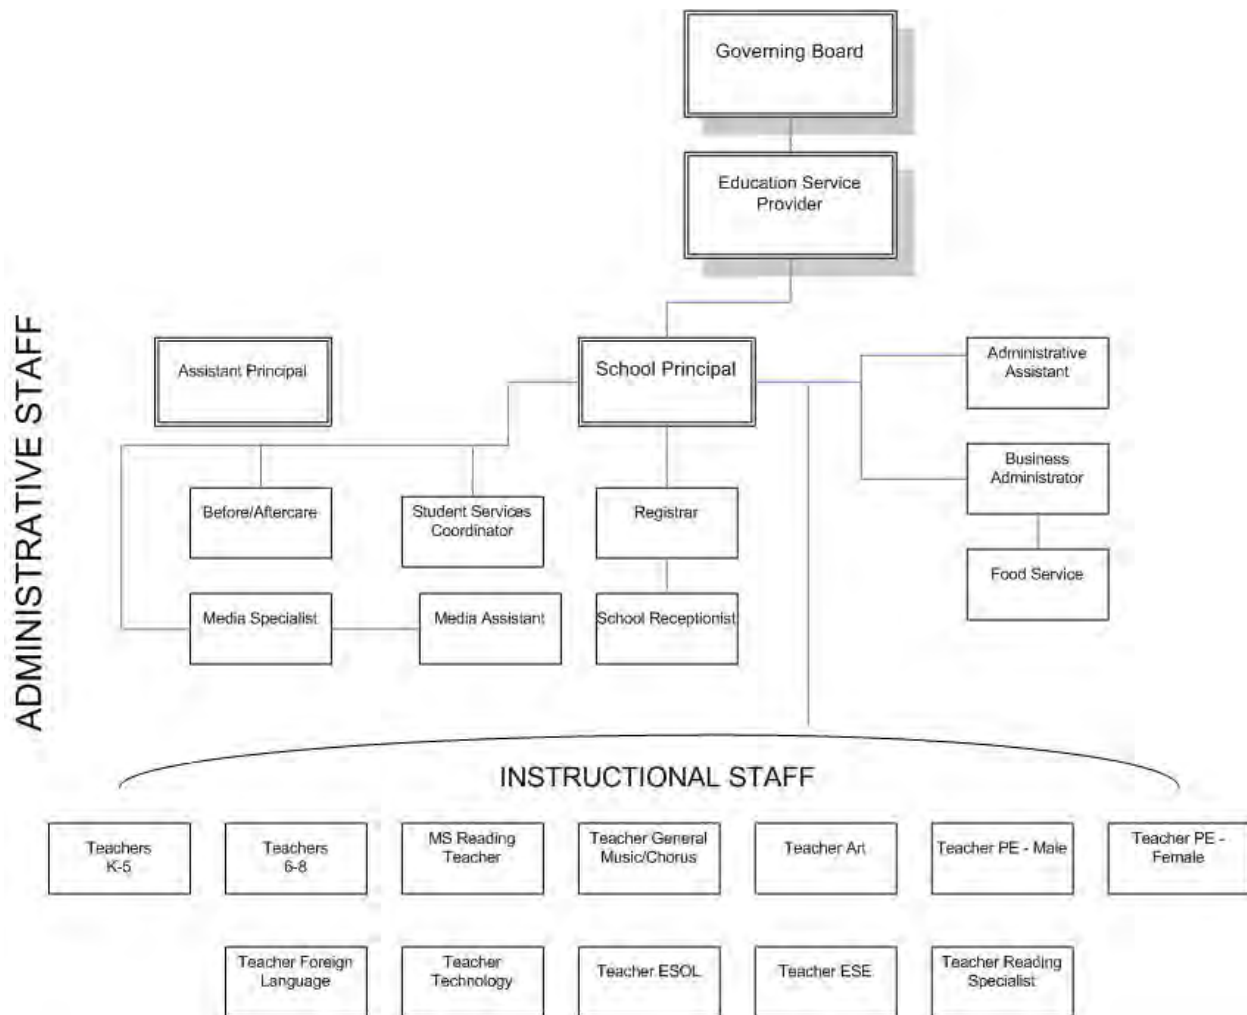 Governing Board
Education Service
Provider
ADMINISTRATIVE STAFF
Assistant Principal
School Principal
Administrative
Assistant
Business
Administrator
Before/Aftercare
Student Services
Coordinator
Registrar
Food Service
Media Specialist
Media Assistant
School Receptionist
INSTRUCTIONAL STAFF
Teachers
K-5
Teachers
6-8
MS Reading
Teacher
Teacher General
Music/Chorus
Teacher Art
Teacher PE - Male
Teacher PE -
Female
Teacher Foreign
Language
Teacher
Technology
Teacher ESOL
Teacher ESE
Teacher Reading
Specialist